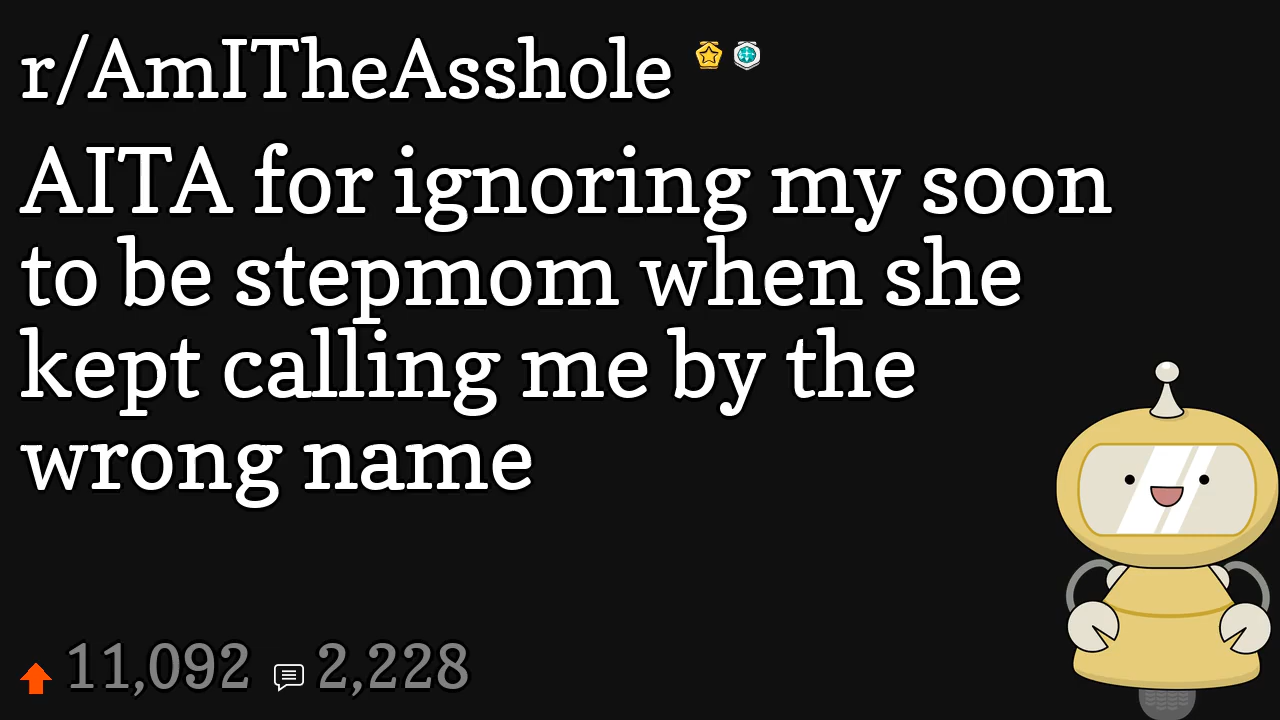 r/AmITheAsshole
AITA for ignoring my soon
to be stepmom when she
kept calling me by the
wrong name
11,092 2,228